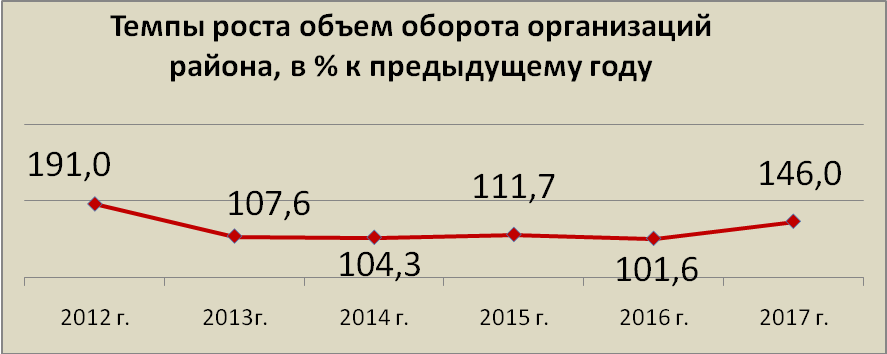 Темпы роста объем оборота организаций
района, в % к предыдущему году
191,0
107,6
104,3
111,7
101,6
146,0
2012 г.
2013г.
2014 г.
2015 г.
2016 г.
2017 г.